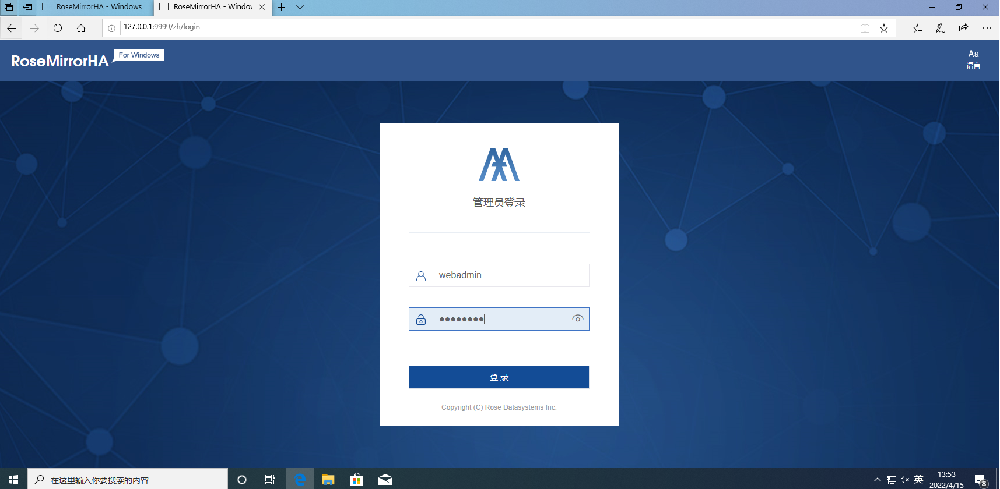 RoseMirrorHA - Windows
RoseMirrorHA - Window
127.0.0.1:9999/zh/login
RoseMirrorHA
For Windows
Aa
语言
管理员登录
webadmin
登 录
Copyright (C) Rose Datasystems Inc.
在这里输入你要搜索的内容
英
13:53
2022/4/15
8